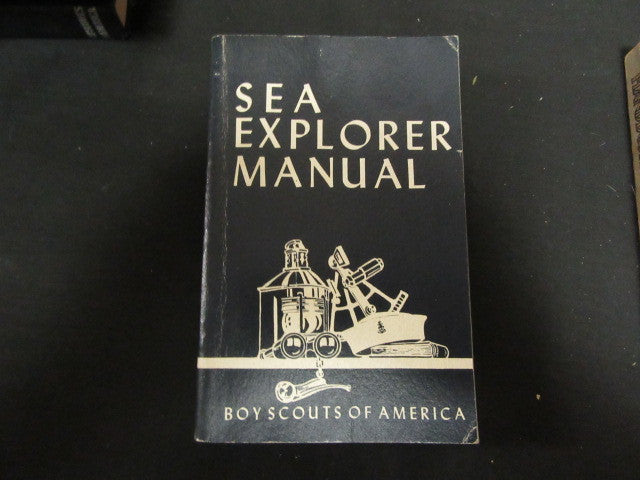 SEA
EXPLORER
MANUAL
BOY SCOUTS OF AMERICA